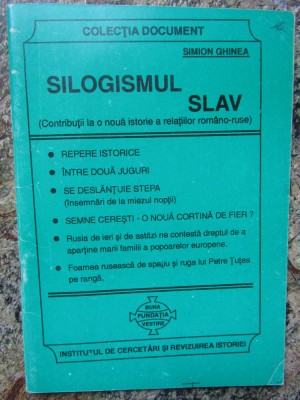 COLECȚIA DOCUMENT
SIMION GHINEA
SILOGISMUL
SLAV
(Contribuții la o nouă istorie a relațiilor româno-ruse)
• REPERE ISTORICE
• ÎNTRE DOUĂ JUGURI
• SE DESLĂNȚUIE STEPA
(însemnări de la miezul nopții)
• SEMNE CEREȘTI - O NOUĂ CORTINĂ DE FIER ?
• Rusia de ieri și de astăzi ne contestă dreptul de a
aparține marii familii a popoarelor europene.
• Foamea rusească de spațiu și ruga lui Petre Țuțea
pe rangă.
BUNA
FUNDAȚIA
VESTIRE
INSTITUTUL DE CERCETĂRI ȘI REVIZUIREA ISTORIEI